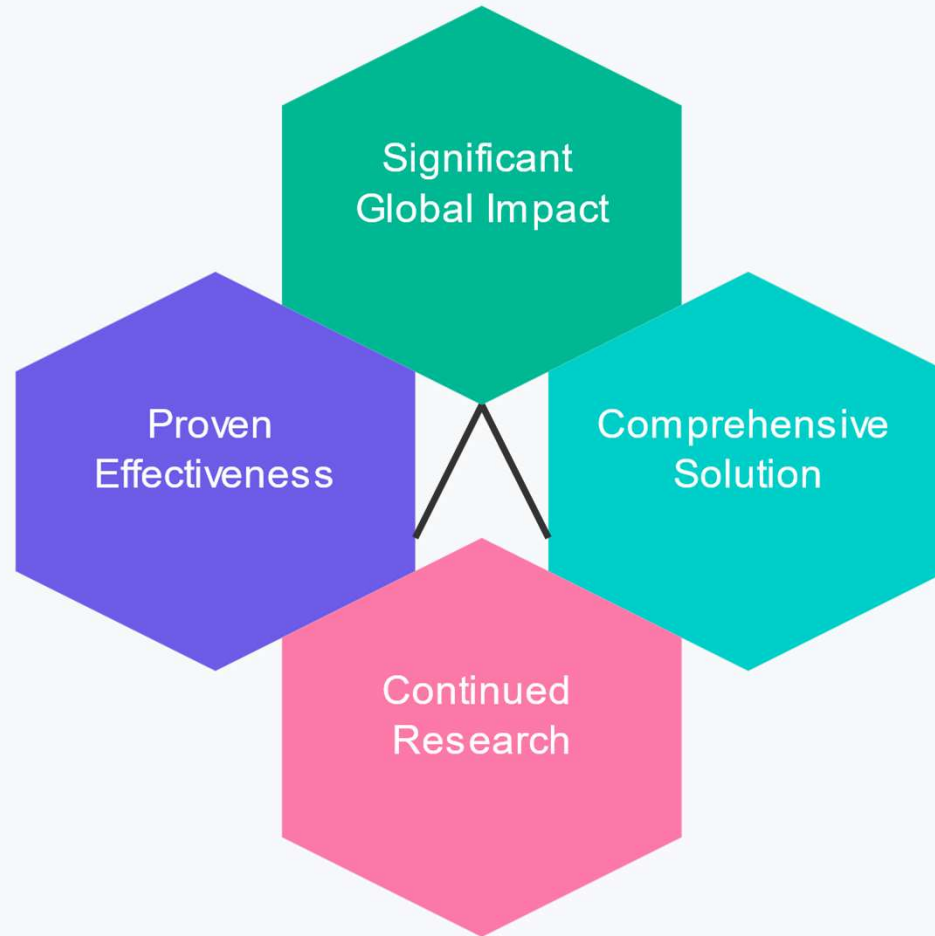 Significant
Global Impact
Proven
Effectiveness
Comprehensive
Solution
Continued
Research